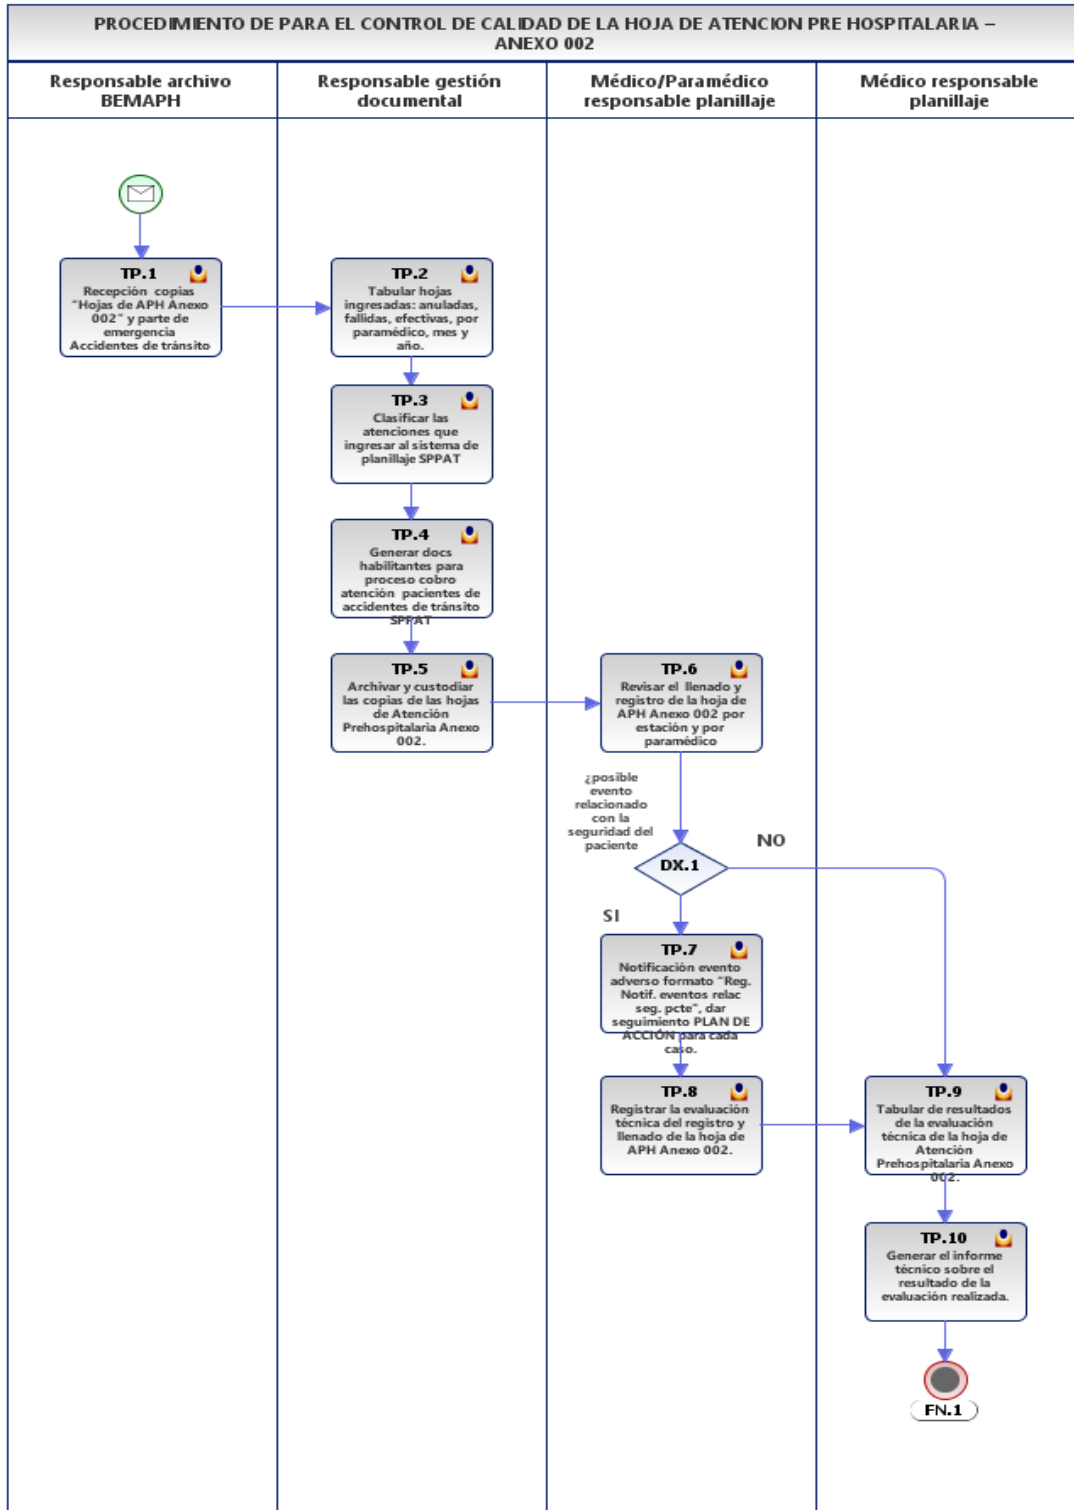 PROCEDIMIENTO DE PARA EL CONTROL DE CALIDAD DE LA HOJA DE ATENCION PRE HOSPITALARIA –
ANEXO 002
Responsable archivo
BEMAPH
Responsable gestión
documental
Médico/Paramédico
responsable planillaje
Médico responsable
planillaje
TP.1
Recepción copias
"Hojas de APH Anexo
002" y parte de
emergencia
Accidentes de tránsito
TP.2
Tabular hojas
ingresadas: anuladas,
fallidas, efectivas, por
paramédico, mes y
año.
TP.3
Clasificar las
atenciones que
ingresar al sistema de
planillaje SPPAT
TP.4
Generar docs
habilitantes para
proceso cobro
atención pacientes de
accidentes de tránsito
SPPAT
TP.5
Archivar y custodiar
las copias de las hojas
de Atención
Prehospitalaria Anexo
002.
TP.6
Revisar el llenado y
registro de la hoja de
APH Anexo 002 por
estación y por
paramédico
¿posible
evento
relacionado
con la
seguridad del
paciente
DX.1
NO
SI
TP.7
Notificación evento
adverso formato "Reg.
Notif. eventos relac
seg. pcte", dar
seguimiento PLAN DE
ACCIÓN para cada
caso.
TP.8
Registrar la evaluación
técnica del registro y
llenado de la hoja de
APH Anexo 002.
TP.9
Tabular de resultados
de la evaluación
técnica de la hoja de
Atención
Prehospitalaria Anexo
002.
TP.10
Generar el informe
técnico sobre el
resultado de la
evaluación realizada.
FN.1